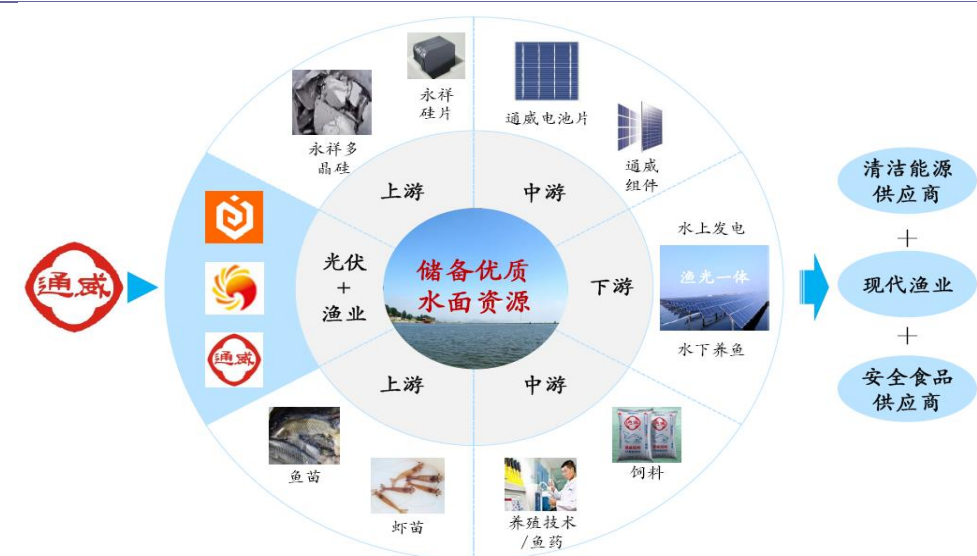 永祥
硅片
永祥多
晶硅
通威电池片
通威
组件
上游
中游
光伏
+
渔业
储备优质
水面资源
下游
水上发电
渔光一体
水下养鱼
上游
中游
鱼苗
虾苗
养殖技术
/鱼药
饲料
通威
通威
清洁能源
供应商
+
现代渔业
+
安全食品
供应商